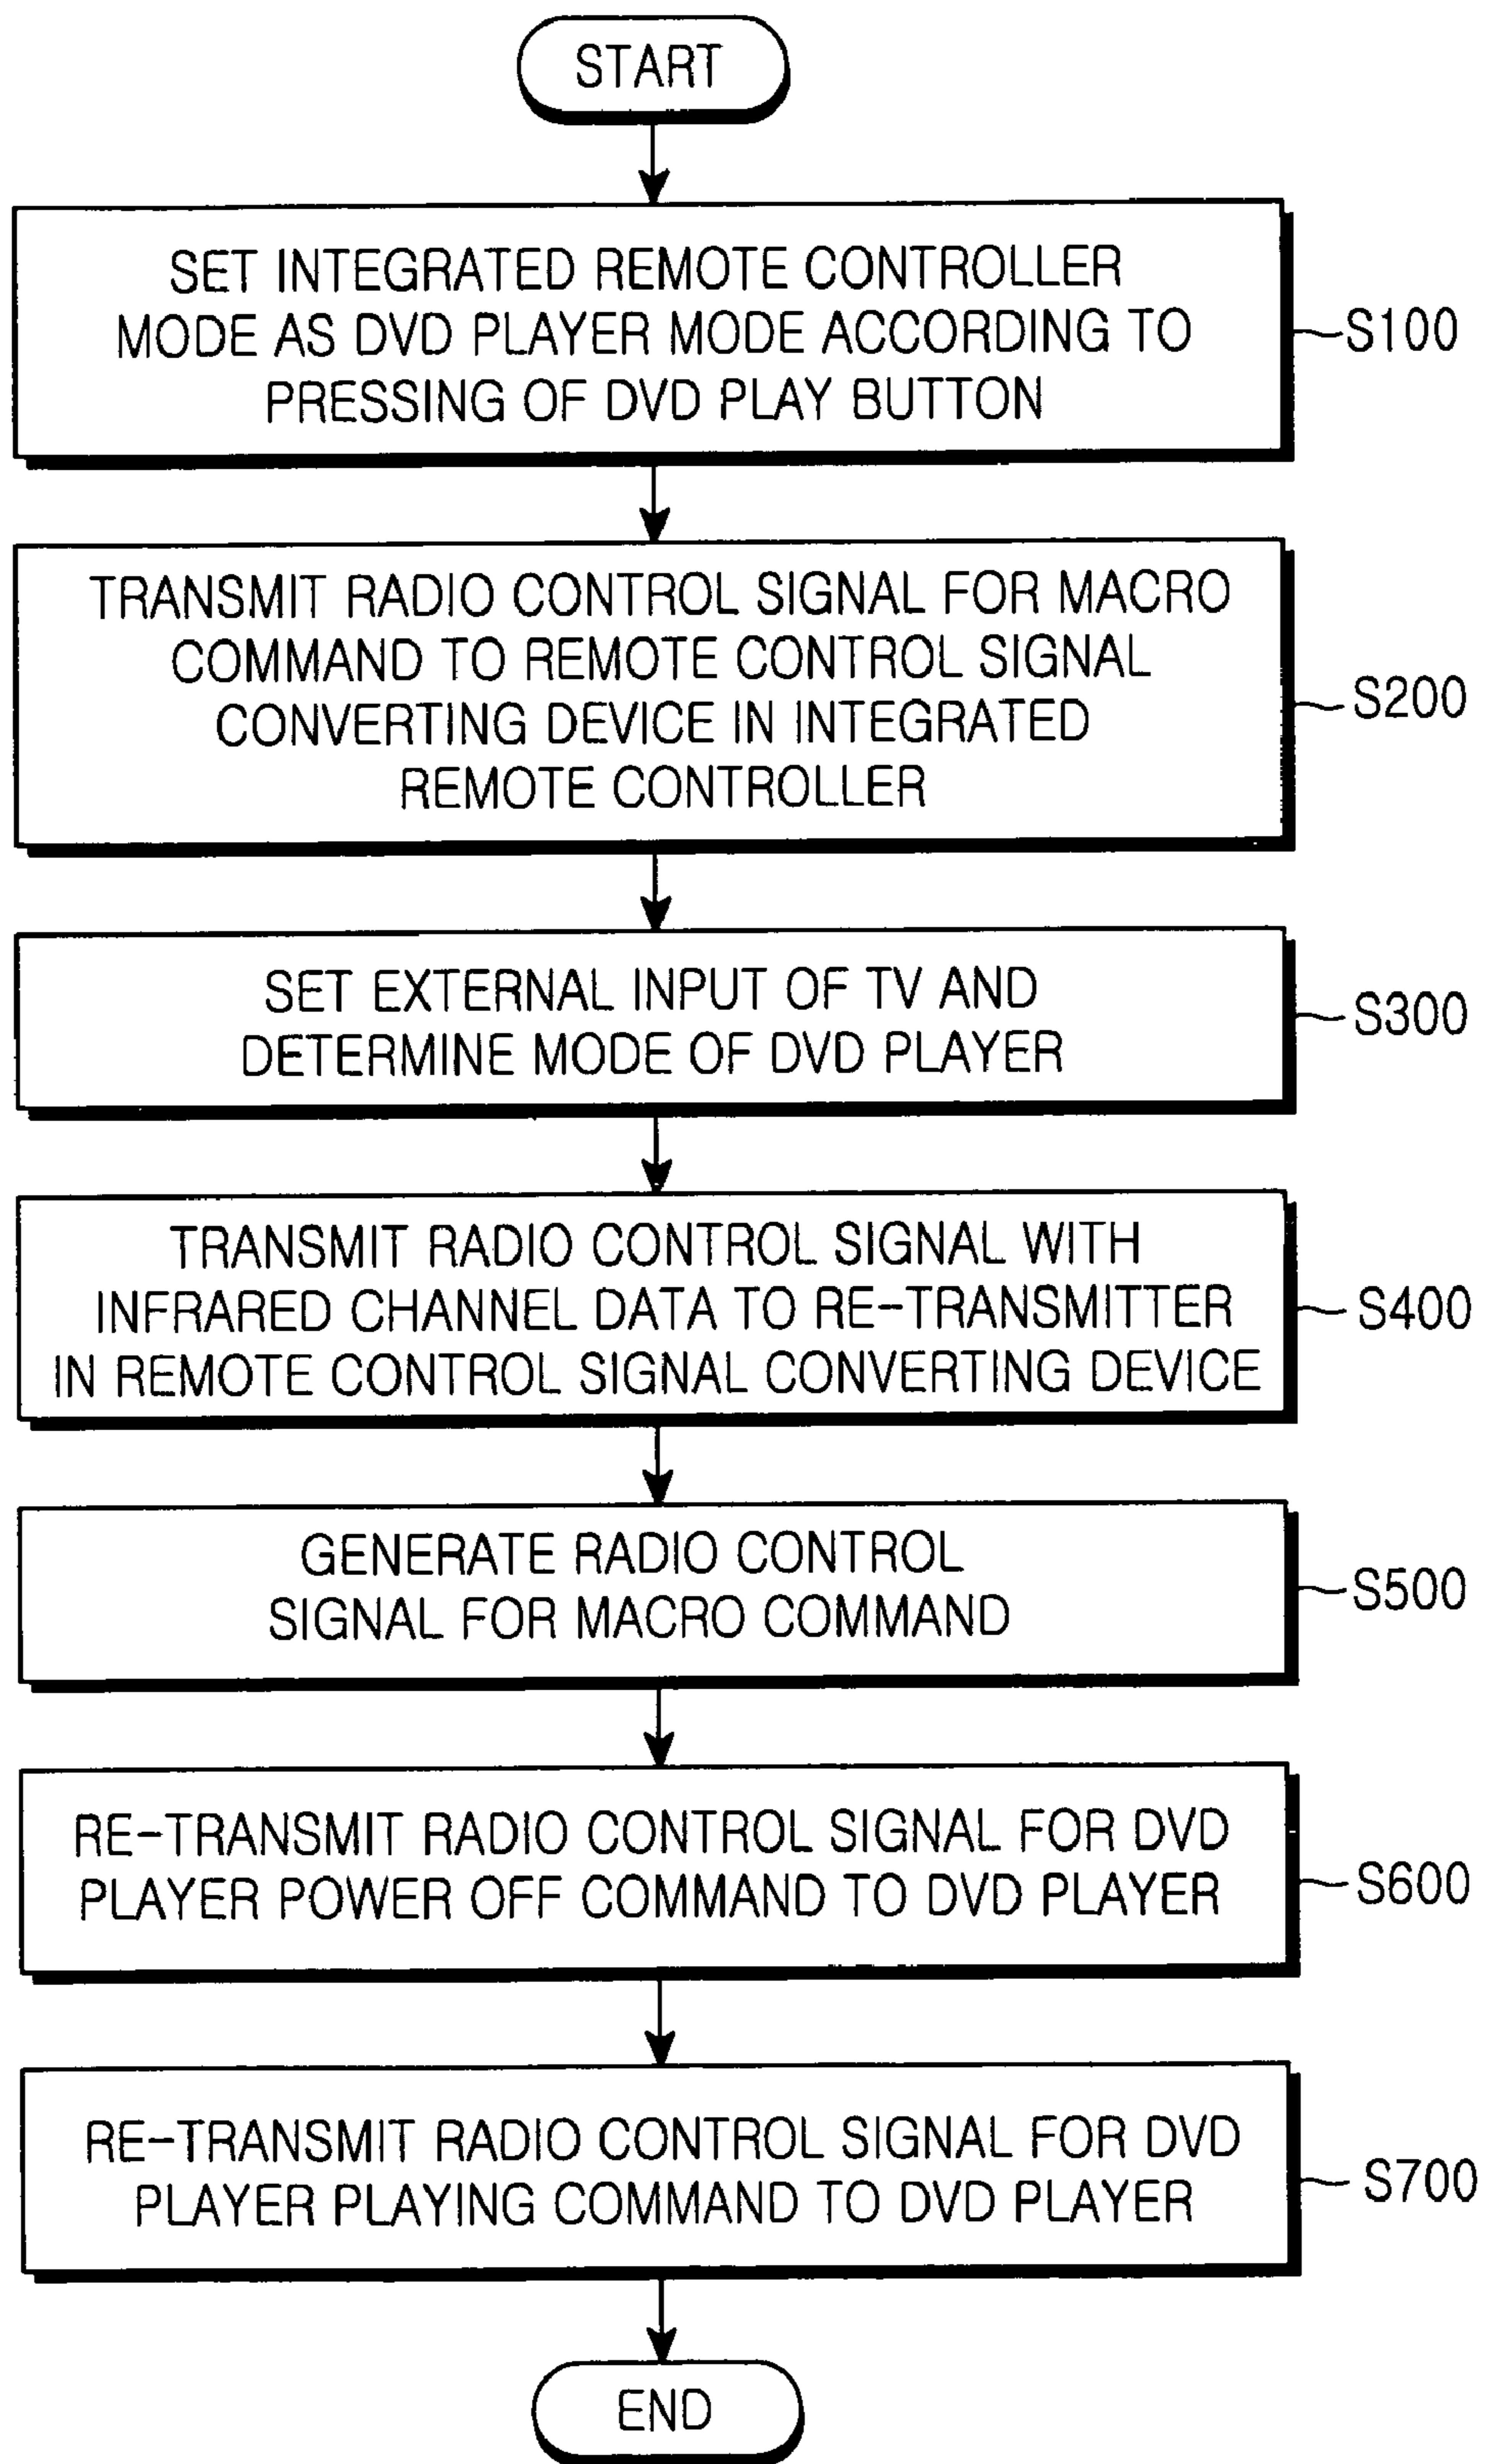 START
SET INTEGRATED REMOTE CONTROLLER
MODE AS DVD PLAYER MODE ACCORDING TO
PRESSING OF DVD PLAY BUTTON
S100
TRANSMIT RADIO CONTROL SIGNAL FOR MACRO
COMMAND TO REMOTE CONTROL SIGNAL
CONVERTING DEVICE IN INTEGRATED
REMOTE CONTROLLER
S200
SET EXTERNAL INPUT OF TV AND
DETERMINE MODE OF DVD PLAYER
S300
TRANSMIT RADIO CONTROL SIGNAL WITH
INFRARED CHANNEL DATA TO RE-TRANSMITTER
IN REMOTE CONTROL SIGNAL CONVERTING DEVICE
S400
GENERATE RADIO CONTROL
SIGNAL FOR MACRO COMMAND
S500
RE-TRANSMIT RADIO CONTROL SIGNAL FOR DVD
PLAYER POWER OFF COMMAND TO DVD PLAYER
S600
RE-TRANSMIT RADIO CONTROL SIGNAL FOR DVD
PLAYER PLAYING COMMAND TO DVD PLAYER
S700
END